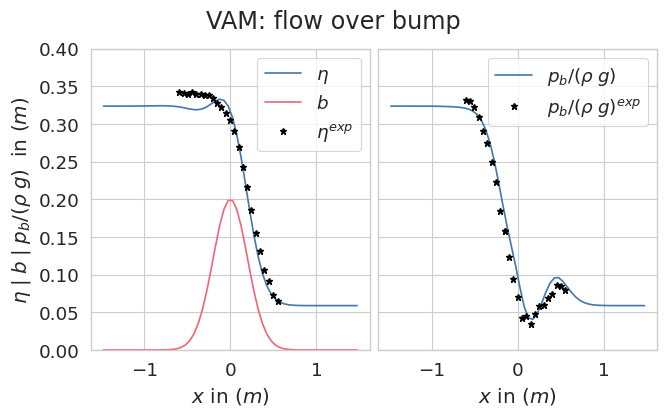 VAM: flow over bump
η | b | p_b/(ρ g) in (m)
0.40
0.35
0.30
0.25
0.20
0.15
0.10
0.05
0.00
η
b
η^{exp}
−1
0
1
x in (m)
p_b/(ρ g)
p_b/(ρ g)^{exp}
−1
0
1
x in (m)